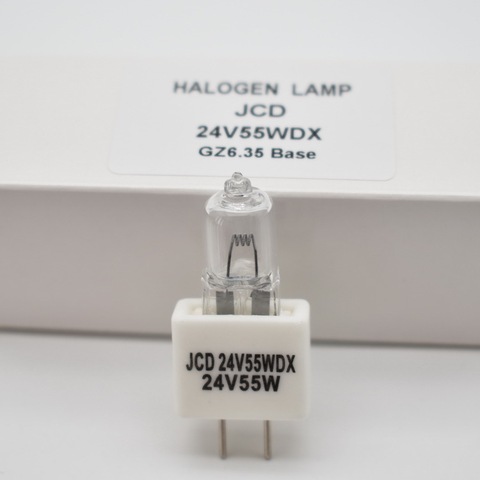 HALOGEN LAMP
JCD
24V55WDX
GZ6.35 Base
JCD 24V55WDX
24V55W